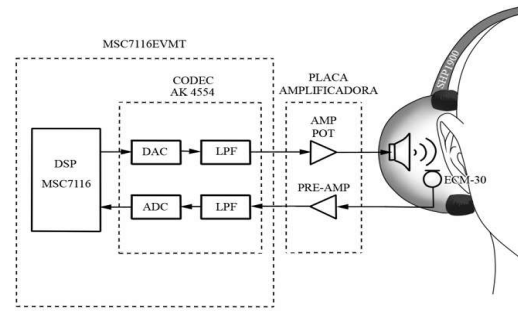 MSC7116EVMT
CODEC
AK 4554
PLACA
AMPLIFICADORA
SHP1900
DSP
MSC7116
DAC
LPF
AMP
POT
ADC
LPF
PRE-AMP
ECM-30